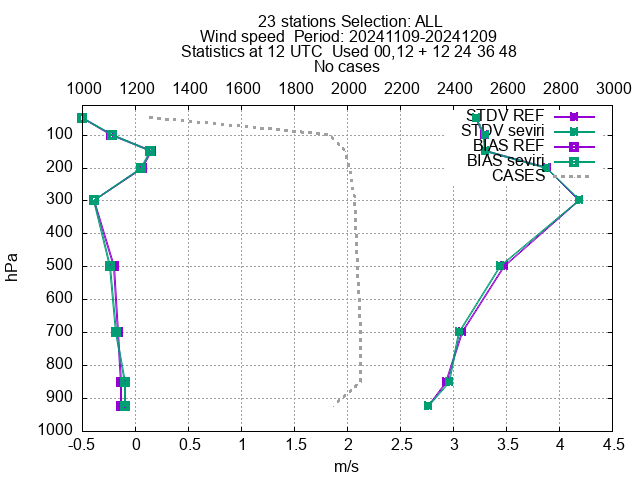 23 stations Selection: ALL
Wind speed  Period: 20241109-20241209
Statistics at 12 UTC  Used 00,12 + 12 24 36 48
No cases
1000 1200 1400 1600 1800 2000 2200 2400 2600 2800 3000
STDV REF
STDV seviri
BIAS REF
BIAS seviri
CASES
100
200
300
400
500
600
700
800
900
1000
hPa
-0.5 0 0.5 1 1.5 2 2.5 3 3.5 4 4.5
m/s